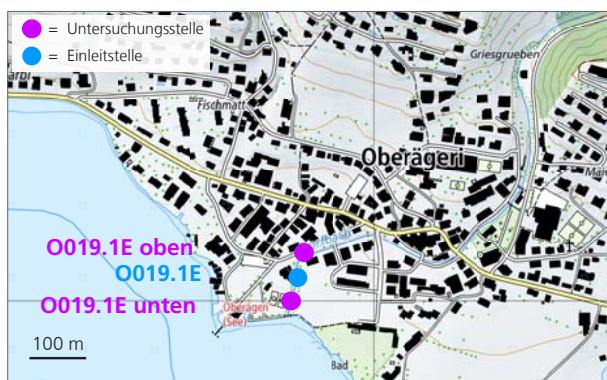 = Untersuchungsstelle
= Einleitstelle
Griesgrueben
Fischmatt
Oberägeri
O019.1E oben
O019.1E
O019.1E unten
Oberägeri
(See)
100 m
Bad